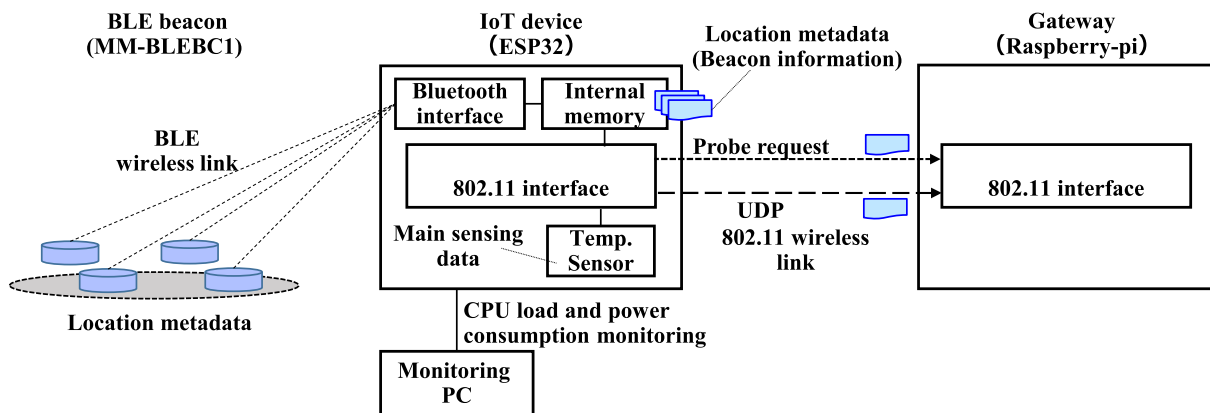 BLE beacon
(MM-BLEBC1)
IoT device
(ESP32)
Location metadata
(Beacon information)
Gateway
(Raspberry-pi)
Bluetooth
interface
Internal
memory
BLE
wireless link
Probe request
802.11 interface
802.11 interface
UDP
802.11 wireless
link
Main sensing
data
Temp.
Sensor
Location metadata
CPU load and power
consumption monitoring
Monitoring
PC